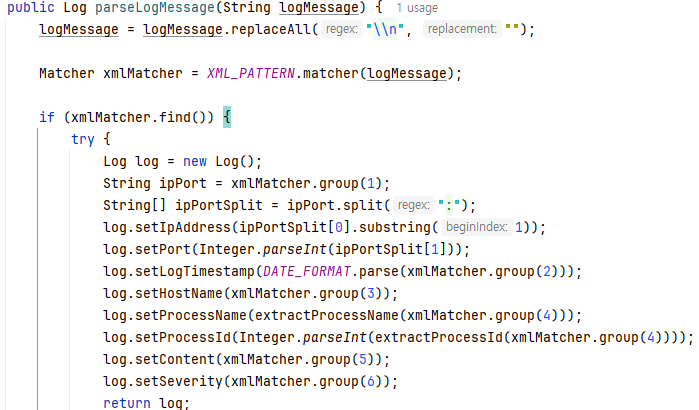 public Log parseLogMessage(String logMessage) { 1 usage
logMessage = logMessage.replaceAll( regex: "\\n", replacement: "");
Matcher xmlMatcher = XML_PATTERN.matcher(logMessage);
if (xmlMatcher.find()) {
try {
Log log = new Log();
String ipPort = xmlMatcher.group(1);
String[] ipPortSplit = ipPort.split( regex: ":");
log.setIpAddress(ipPortSplit[0].substring( beginIndex: 1));
log.setPort(Integer.parseInt(ipPortSplit[1]));
log.setLogTimestamp(DATE_FORMAT.parse(xmlMatcher.group(2)));
log.setHostName(xmlMatcher.group(3));
log.setProcessName(extractProcessName(xmlMatcher.group(4)));
log.setProcessId(Integer.parseInt(extractProcessId(xmlMatcher.group(4))));
log.setContent(xmlMatcher.group(5));
log.setSeverity(xmlMatcher.group(6));
return log;